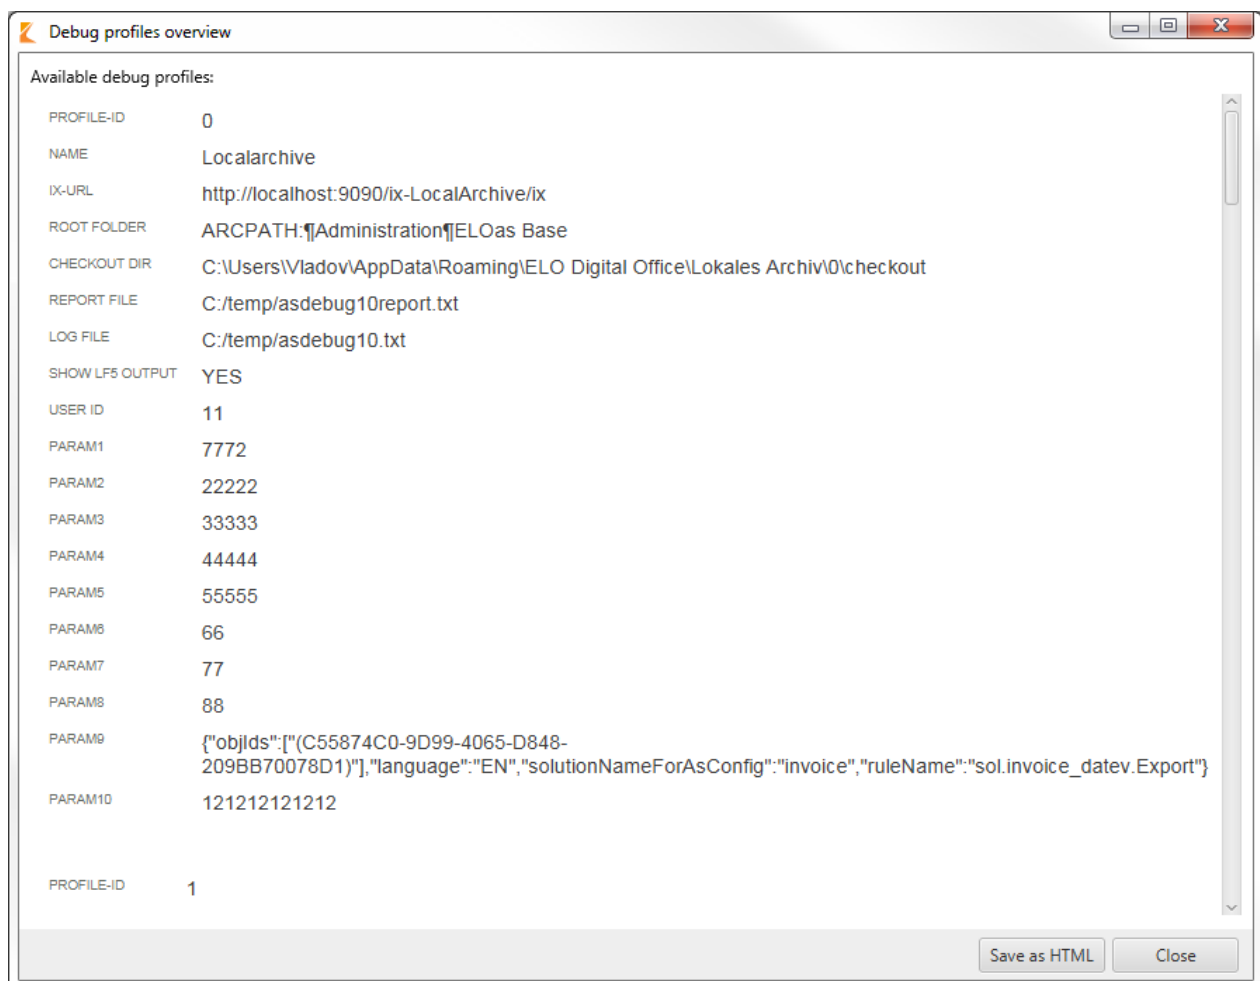 Debug profiles overview
Available debug profiles:
PROFILE-ID 0
NAME Localarchive
IX-URL http://localhost:9090/ix-LocalArchive/ix
ROOT FOLDER ARCPATH:¶Administration¶ELOas Base
CHECKOUT DIR C:\Users\Vladov\AppData\Roaming\ELO Digital Office\Lokales Archiv\0\checkout
REPORT FILE C:/temp/asdebug10report.txt
LOG FILE C:/temp/asdebug10.txt
SHOW LF5 OUTPUT YES
USER ID 11
PARAM1 7772
PARAM2 22222
PARAM3 33333
PARAM4 44444
PARAM5 55555
PARAM6 66
PARAM7 77
PARAM8 88
PARAM9 {"objIds":["(C55874C0-9D99-4065-D848-
209BB70078D1)"],"language":"EN","solutionNameForAsConfig":"invoice","ruleName":"sol.invoice_datev.Export"}
PARAM10 121212121212
PROFILE-ID 1
Save as HTML Close